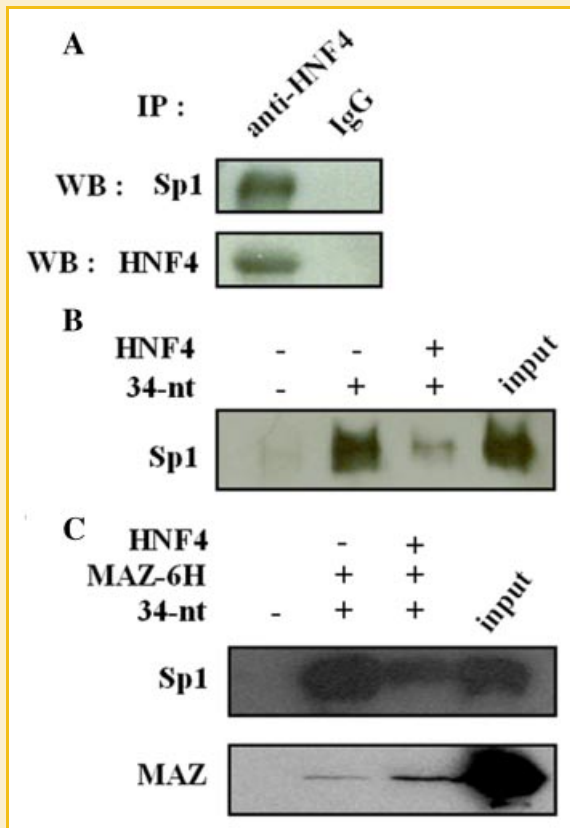 A
IP : anti-HNF4 IgG
WB : Sp1
WB : HNF4
B
HNF4 - - +
34-nt - + + input
Sp1
C
HNF4 - +
MAZ-6H + +
34-nt - + + input
Sp1
MAZ